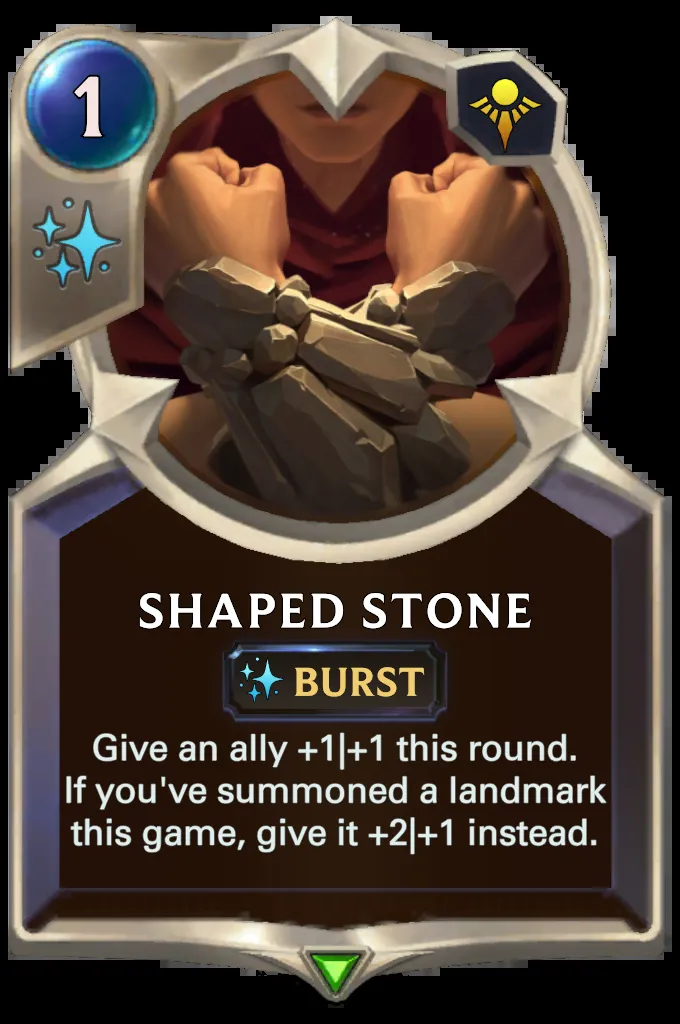 1
SHAPED STONE
BURST
Give an ally +1|+1 this round.
If you've summoned a landmark
this game, give it +2|+1 instead.